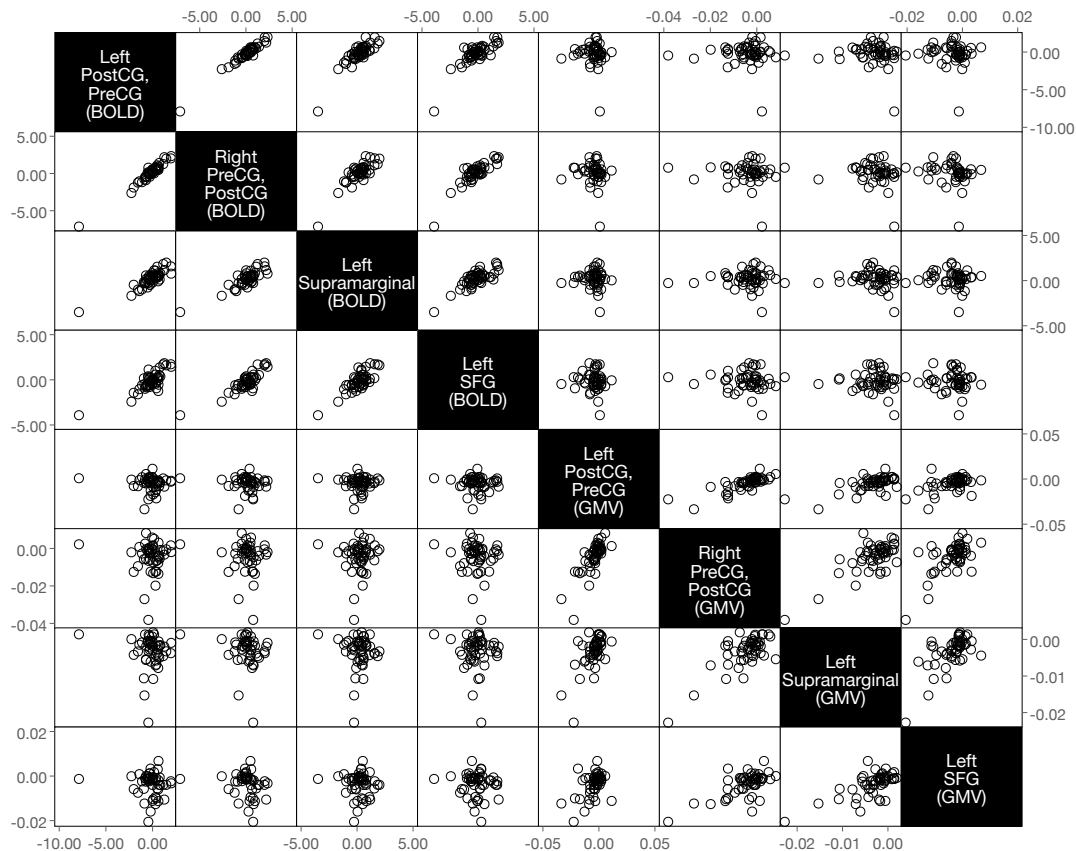 -5.00 0.00 5.00 -5.00 0.00 5.00 -0.04 -0.02 0.00 -0.02 0.00 0.02
Left
PostCG,
PreCG
(BOLD)
0.00
-5.00
-10.00
5.00
0.00
-5.00
Right
PreCG,
PostCG
(BOLD)
Left
Supramarginal
(BOLD)
5.00
0.00
-5.00
5.00
0.00
-5.00
Left
SFG
(BOLD)
Left
PostCG,
PreCG
(GMV)
0.05
0.00
-0.05
0.00
-0.02
-0.04
Right
PreCG,
PostCG
(GMV)
Left
Supramarginal
(GMV)
0.00
-0.01
-0.02
0.02
0.00
-0.02
Left
SFG
(GMV)
-10.00 -5.00 0.00 -5.00 0.00 5.00 -0.05 0.00 0.05 -0.02 -0.01 0.00